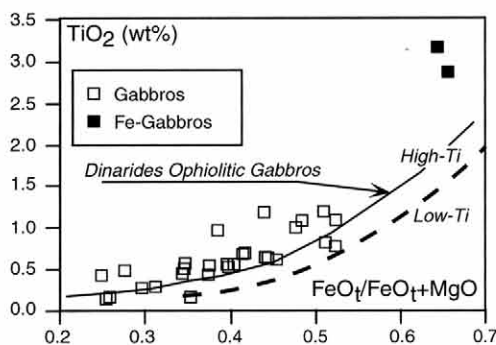 3.5
3.0
2.5
2.0
1.5
1.0
0.5
0.0
TiO2 (wt%)
Gabbros
Fe-Gabbros
Dinarides Ophiolitic Gabbros
High-Ti
Low-Ti
FeOt/FeOt+MgO
0.2 0.3 0.4 0.5 0.6 0.7